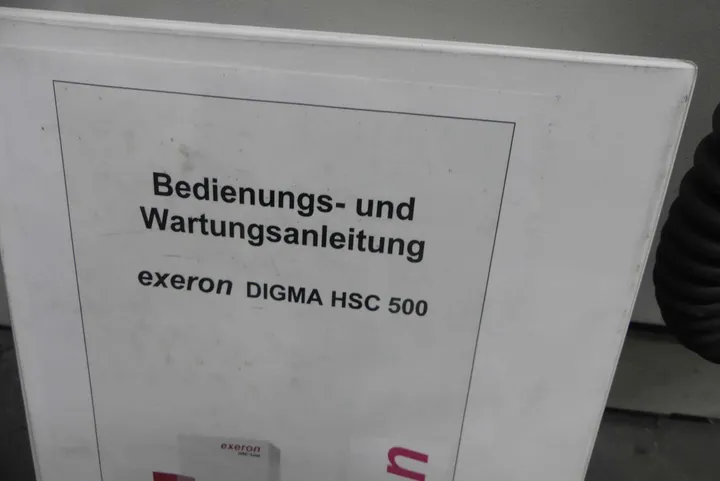 Bedienungs- und
Wartungsanleitung
exeron DIGMA HSC 500
exeron
n